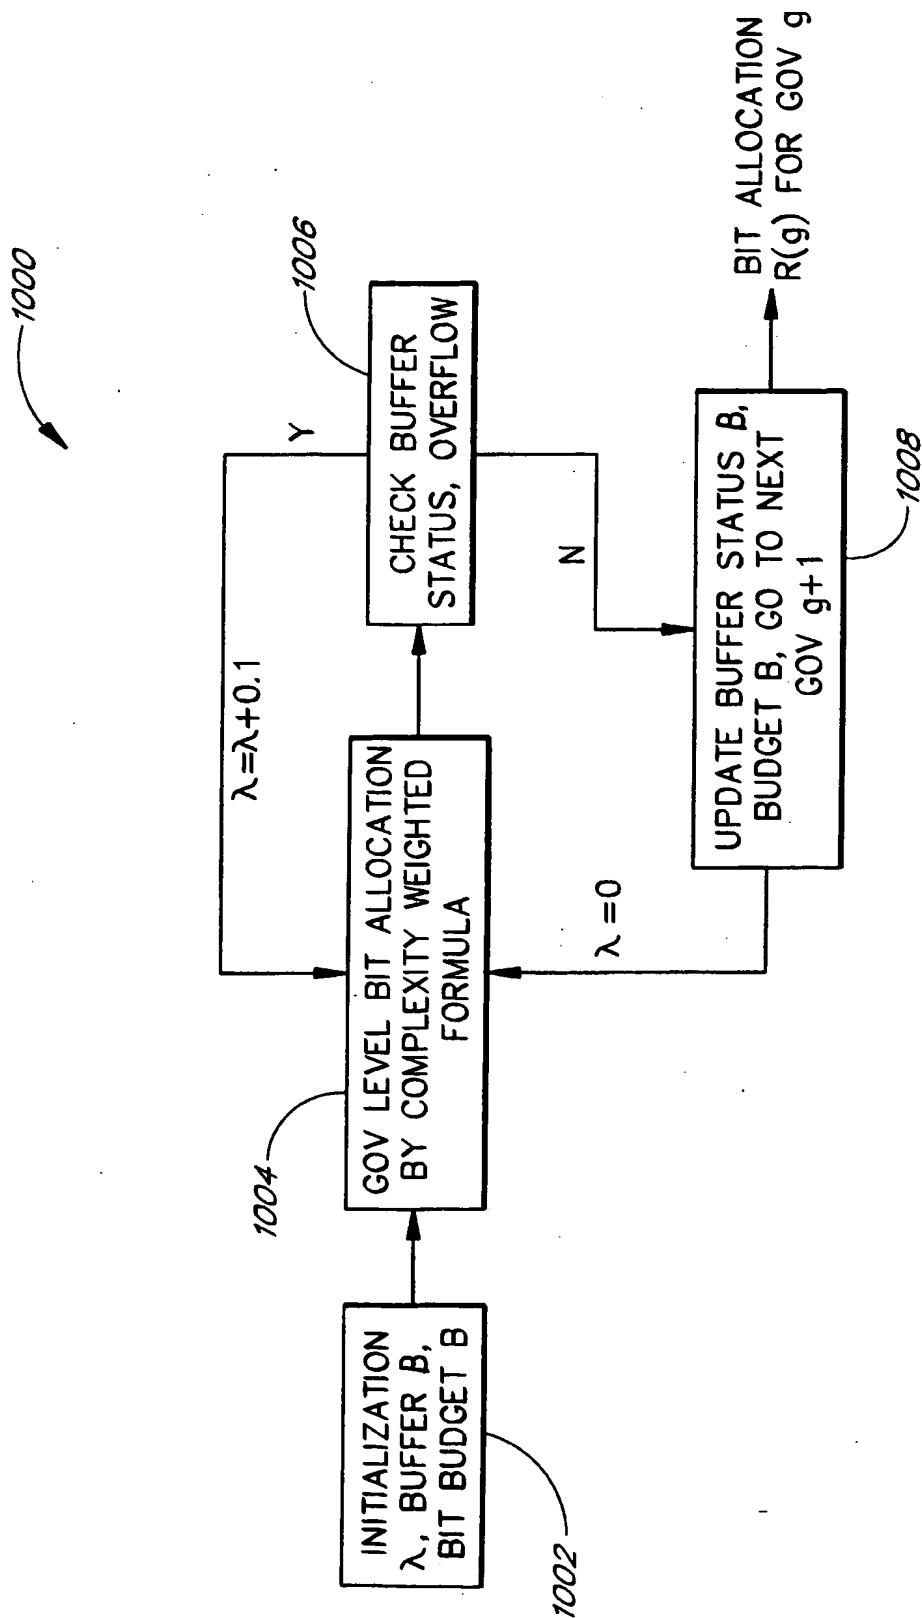 1000
INITIALIZATION
λ, BUFFER B,
BIT BUDGET B
1002
GOV LEVEL BIT ALLOCATION
BY COMPLEXITY WEIGHTED
FORMULA
1004
λ=λ+0.1
Y
CHECK BUFFER
STATUS, OVERFLOW
1006
N
λ=0
UPDATE BUFFER STATUS B,
BUDGET B, GO TO NEXT
GOV g+1
1008
BIT ALLOCATION
R(g) FOR GOV g